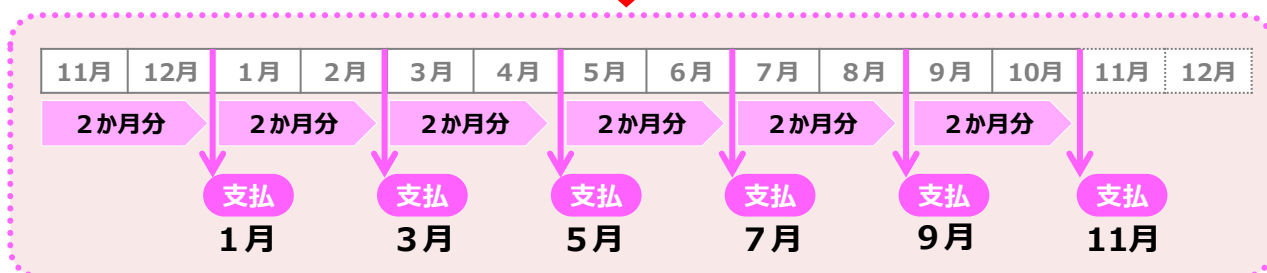 11月 12月 1月 2月 3月 4月 5月 6月 7月 8月 9月 10月 11月 12月
2か月分 2か月分 2か月分 2か月分 2か月分 2か月分
支払 支払 支払 支払 支払 支払
1月 3月 5月 7月 9月 11月